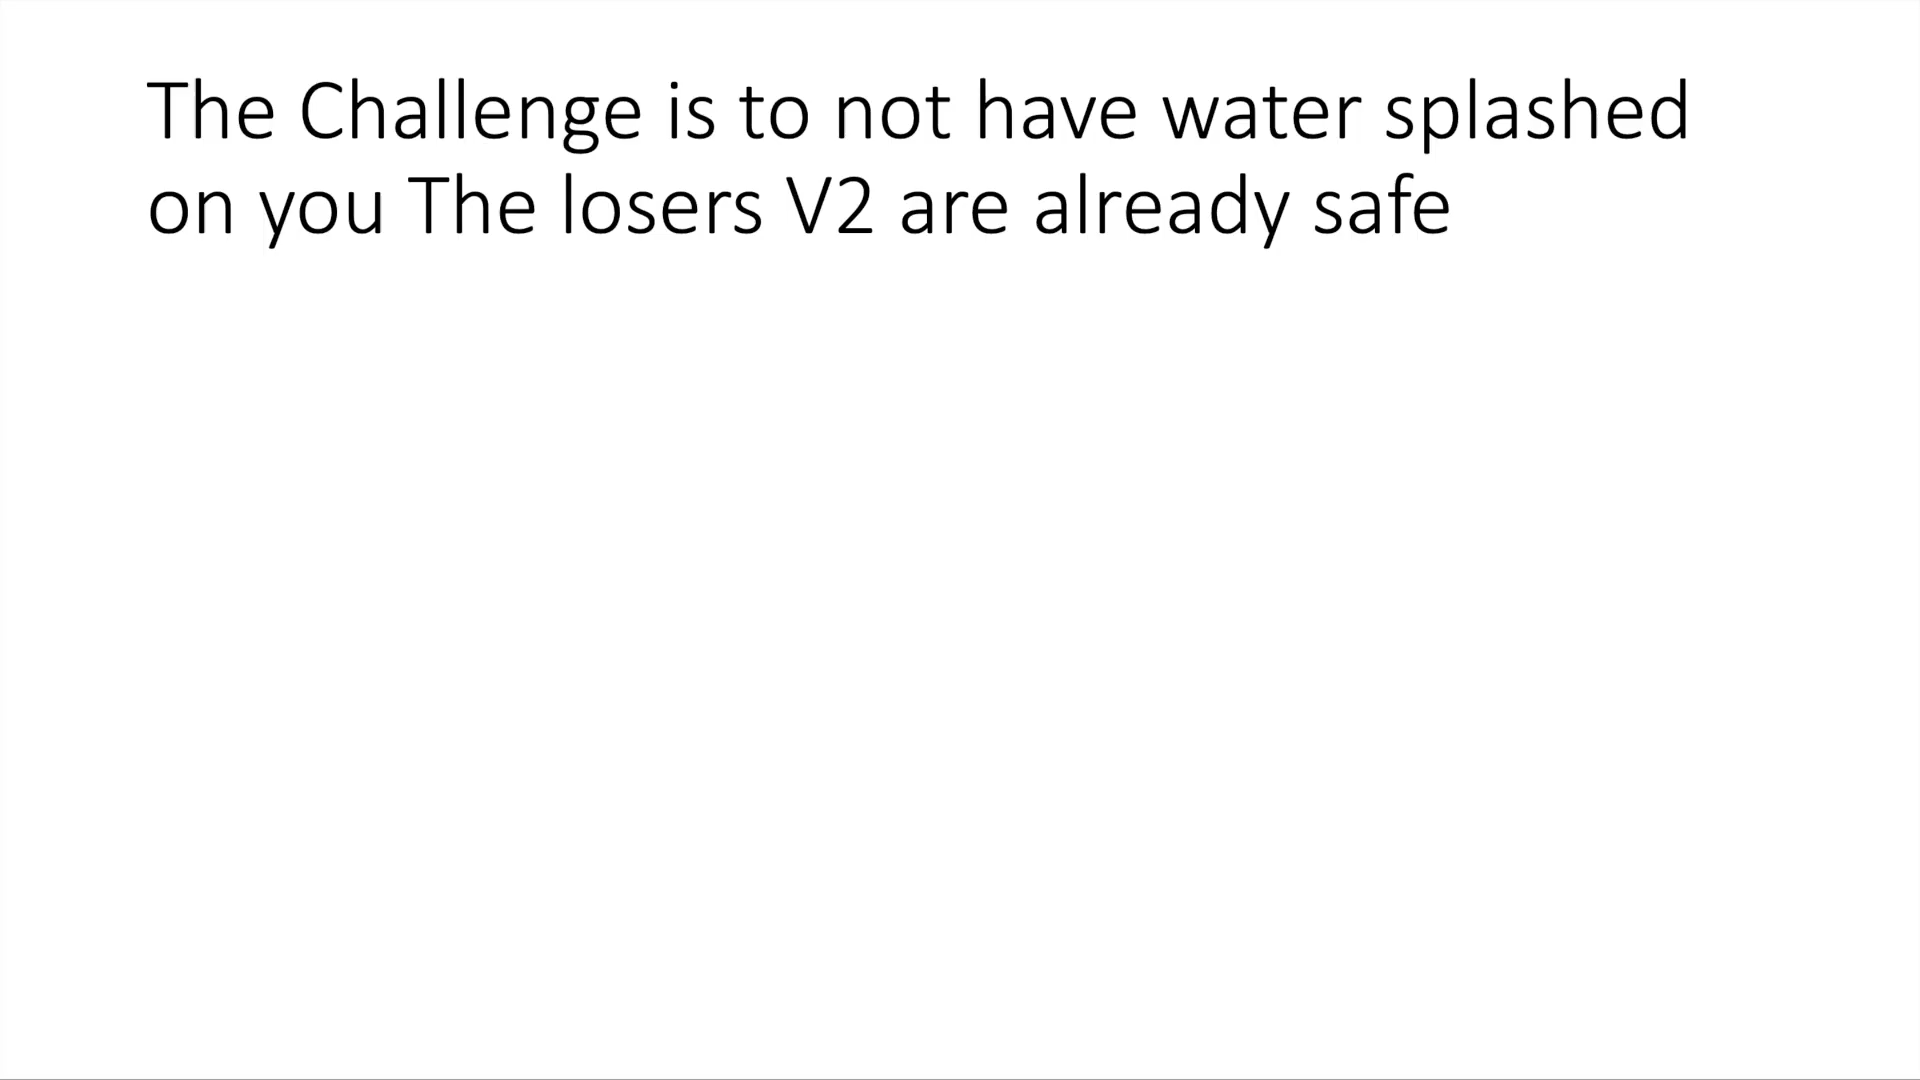 The Challenge is to not have water splashed
on you The losers V2 are already safe